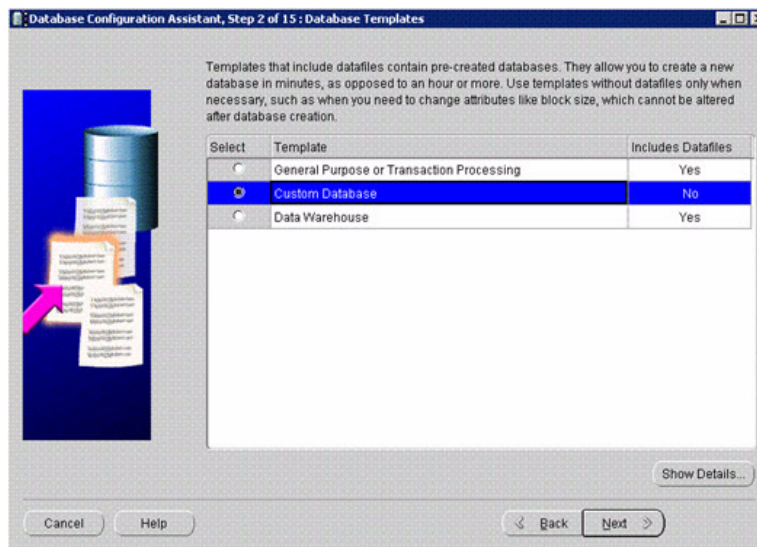 Database Configuration Assistant, Step 2 of 15 : Database Templates
Templates that include datafiles contain pre-created databases. They allow you to create a new
database in minutes, as opposed to an hour or more. Use templates without datafiles only when
necessary, such as when you need to change attributes like block size, which cannot be altered
after database creation.
Select Template Includes Datafiles
General Purpose or Transaction Processing Yes
Custom Database No
Data Warehouse Yes
Show Details...
Cancel Help Back Next